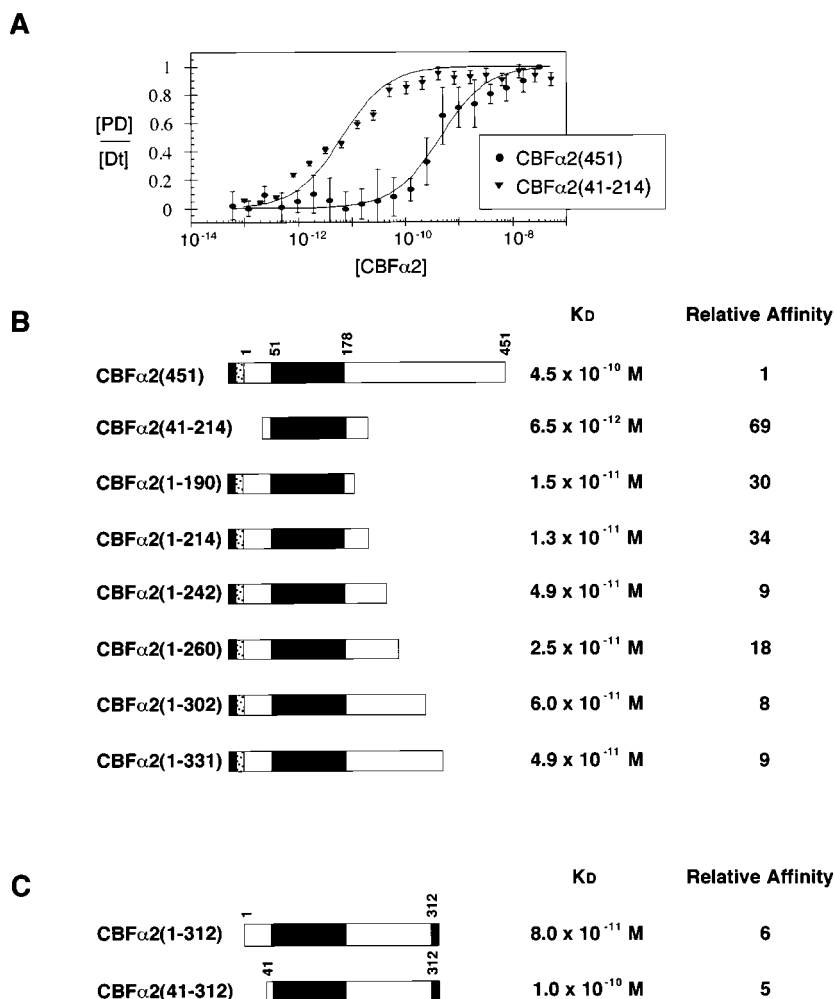 A
[PD]
[Dt]
1
0.8
0.6
0.4
0.2
0
10⁻¹⁴ 10⁻¹² 10⁻¹⁰ 10⁻⁸
[CBFα2]
CBFα2(451)
CBFα2(41-214)
B
KD Relative Affinity
1 51 178 451
CBFα2(451) 4.5 x 10⁻¹⁰ M 1
CBFα2(41-214) 6.5 x 10⁻¹² M 69
CBFα2(1-190) 1.5 x 10⁻¹¹ M 30
CBFα2(1-214) 1.3 x 10⁻¹¹ M 34
CBFα2(1-242) 4.9 x 10⁻¹¹ M 9
CBFα2(1-260) 2.5 x 10⁻¹¹ M 18
CBFα2(1-302) 6.0 x 10⁻¹¹ M 8
CBFα2(1-331) 4.9 x 10⁻¹¹ M 9
C
KD Relative Affinity
1 312
CBFα2(1-312) 8.0 x 10⁻¹¹ M 6
41 312
CBFα2(41-312) 1.0 x 10⁻¹⁰ M 5